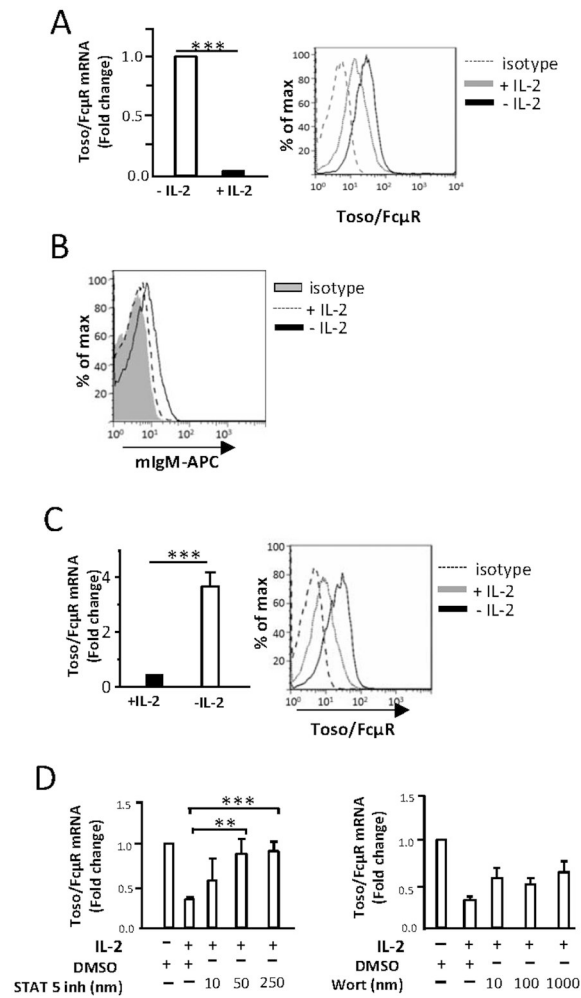 A
Toso/FcμR mRNA
(Fold change)
1.0
0.5
0.0
***
- IL-2 + IL-2
% of max
100
80
60
40
20
10⁰ 10¹ 10² 10³ 10⁴
Toso/FcμR
isotype
+ IL-2
- IL-2
B
% of max
100
80
60
40
20
10⁰ 10¹ 10² 10³
mIgM-APC
isotype
+ IL-2
- IL-2
C
Toso/FcμR mRNA
(Fold change)
4
2
0
***
+IL-2 -IL-2
% of max
100
80
60
40
20
10⁰ 10¹ 10² 10³
Toso/FcμR
isotype
+ IL-2
- IL-2
D
Toso/FcμR mRNA
(Fold change)
1.5
1.0
0.5
0.0
***
**
IL-2 − + + + +
DMSO + + − − −
STAT 5 inh (nm) − − 10 50 250
Toso/FcμR mRNA
(Fold change)
1.5
1.0
0.5
0.0
IL-2 − + + + +
DMSO + + − − −
Wort (nm) − − 10 100 1000